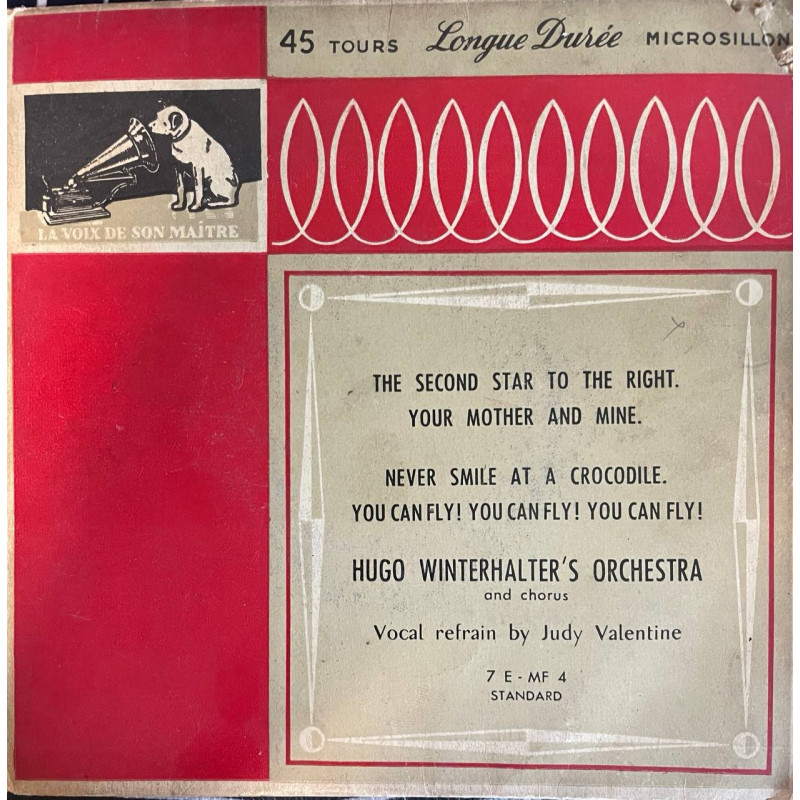 45 TOURS Longue Durée MICROSILLON
LA VOIX DE SON MAÎTRE
THE SECOND STAR TO THE RIGHT.
YOUR MOTHER AND MINE.
NEVER SMILE AT A CROCODILE.
YOU CAN FLY! YOU CAN FLY! YOU CAN FLY!
HUGO WINTERHALTER'S ORCHESTRA
and chorus
Vocal refrain by Judy Valentine
7 E - MF 4
STANDARD